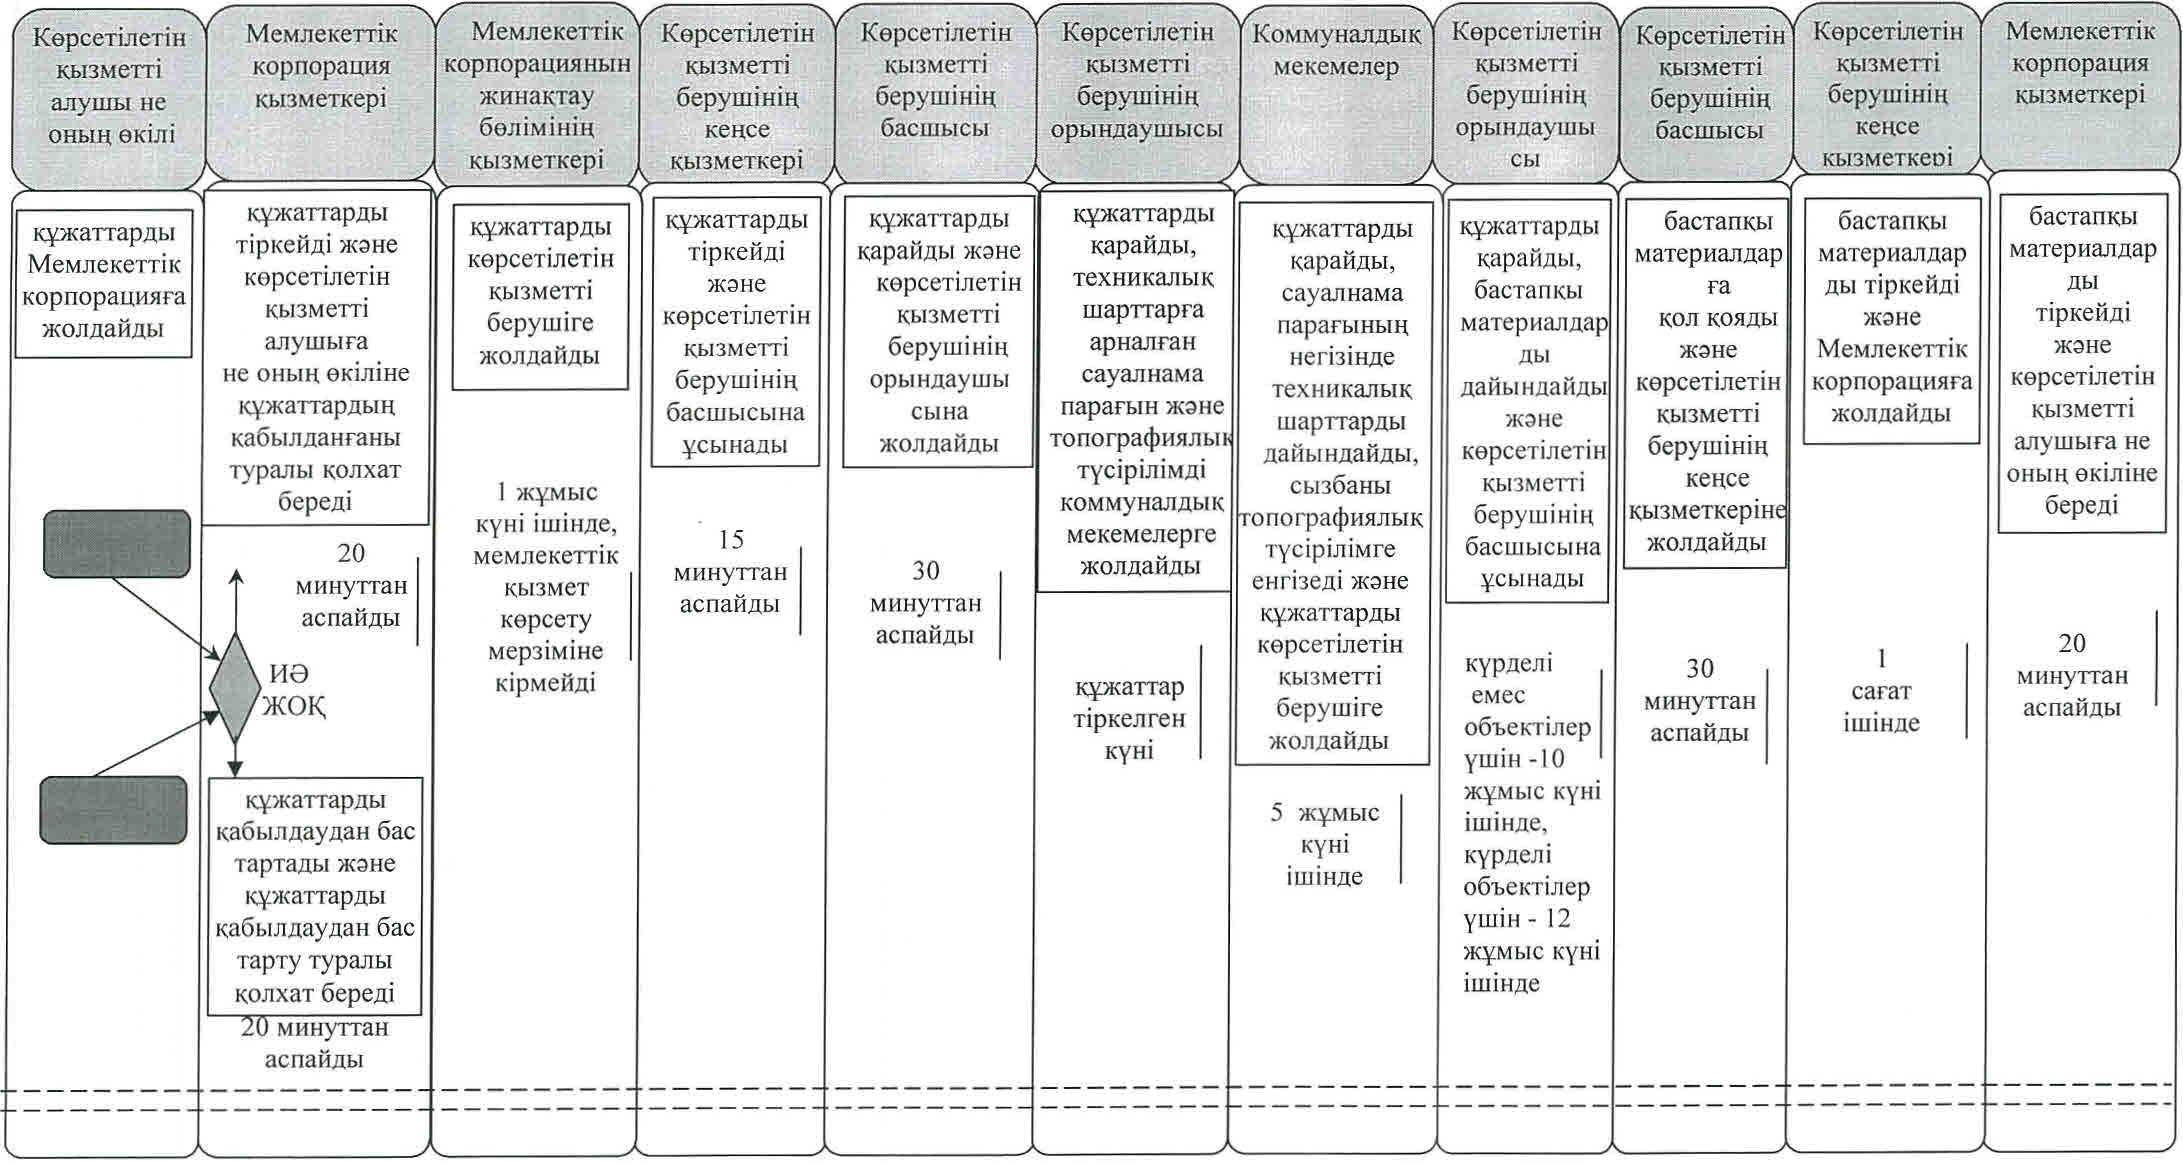 Көрсетілетін
қызметті
алушы не
оның өкілі
Мемлекеттік
корпорация
қызметкері
Мемлекеттік
корпорациянын
жинақтау
бөлімінің
қызметкері
Көрсетілетін
қызметті
берушінің
кеңсе
қызметкері
Көрсетілетін
қызметті
берушінің
басшысы
Көрсетілетін
қызметті
берушінің
орындаушысы
Коммуналдық
мекемелер
Көрсетілетін
қызметті
берушінің
орындаушы
сы
Көрсетілетін
қызметті
берушінің
басшысы
Көрсетілетін
қызметті
берушінің
кеңсе
қызметкері
Мемлекеттік
корпорация
қызметкері
құжаттарды
Мемлекеттік
корпорацияға
жолдайды
құжаттарды
тіркейді және
көрсетілетін
қызметті
алушыға
не оның өкіліне
құжаттардың
қабылданғаны
туралы қолхат
береді
20
минуттан
аспайды
ИӘ
ЖОҚ
құжаттарды
қабылдаудан бас
тартады және
құжаттарды
қабылдаудан бас
тарту туралы
қолхат береді
20 минуттан
аспайды
құжаттарды
көрсетілетін
қызметті
берушіге
жолдайды
1 жұмыс
күні ішінде,
мемлекеттік
қызмет
көрсету
мерзіміне
кірмейді
құжаттарды
тіркейді
және
көрсетілетін
қызметті
берушінің
басшысына
ұсынады
15
минуттан
аспайды
құжаттарды
қарайды және
көрсетілетін
қызметті
берушінің
орындаушы
сына
жолдайды
30
минуттан
аспайды
құжаттарды
қарайды,
техникалық
шарттарға
арналған
сауалнама
парағын және
топографиялық
түсірілімді
коммуналдық
мекемелерге
жолдайды
құжаттар
тіркелген
күні
құжаттарды
қарайды,
сауалнама
парағының
негізінде
техникалық
шарттарды
дайындайды,
сызбаны
топографиялық
түсірілімге
енгізеді және
құжаттарды
көрсетілетін
қызметті
берушіге
жолдайды
5 жұмыс
күні
ішінде
құжаттарды
қарайды,
бастапқы
материалдар
ды
дайындайды
және
көрсетілетін
қызметті
берушінің
басшысына
ұсынады
күрделі
емес
объектілер
үшін -10
жұмыс күні
ішінде,
күрделі
объектілер
үшін - 12
жұмыс күні
ішінде
бастапқы
материалдар
ға
қол қояды
және
көрсетілетін
қызметті
берушінің
кеңсе
қызметкеріне
жолдайды
30
минуттан
аспайды
бастапқы
материалдар
ды тіркейді
және
Мемлекеттік
корпорацияға
жолдайды
1
сағат
ішінде
бастапқы
материалдар
ды
тіркейді
және
көрсетілетін
қызметті
алушыға не
оның өкіліне
береді
20
минуттан
аспайды